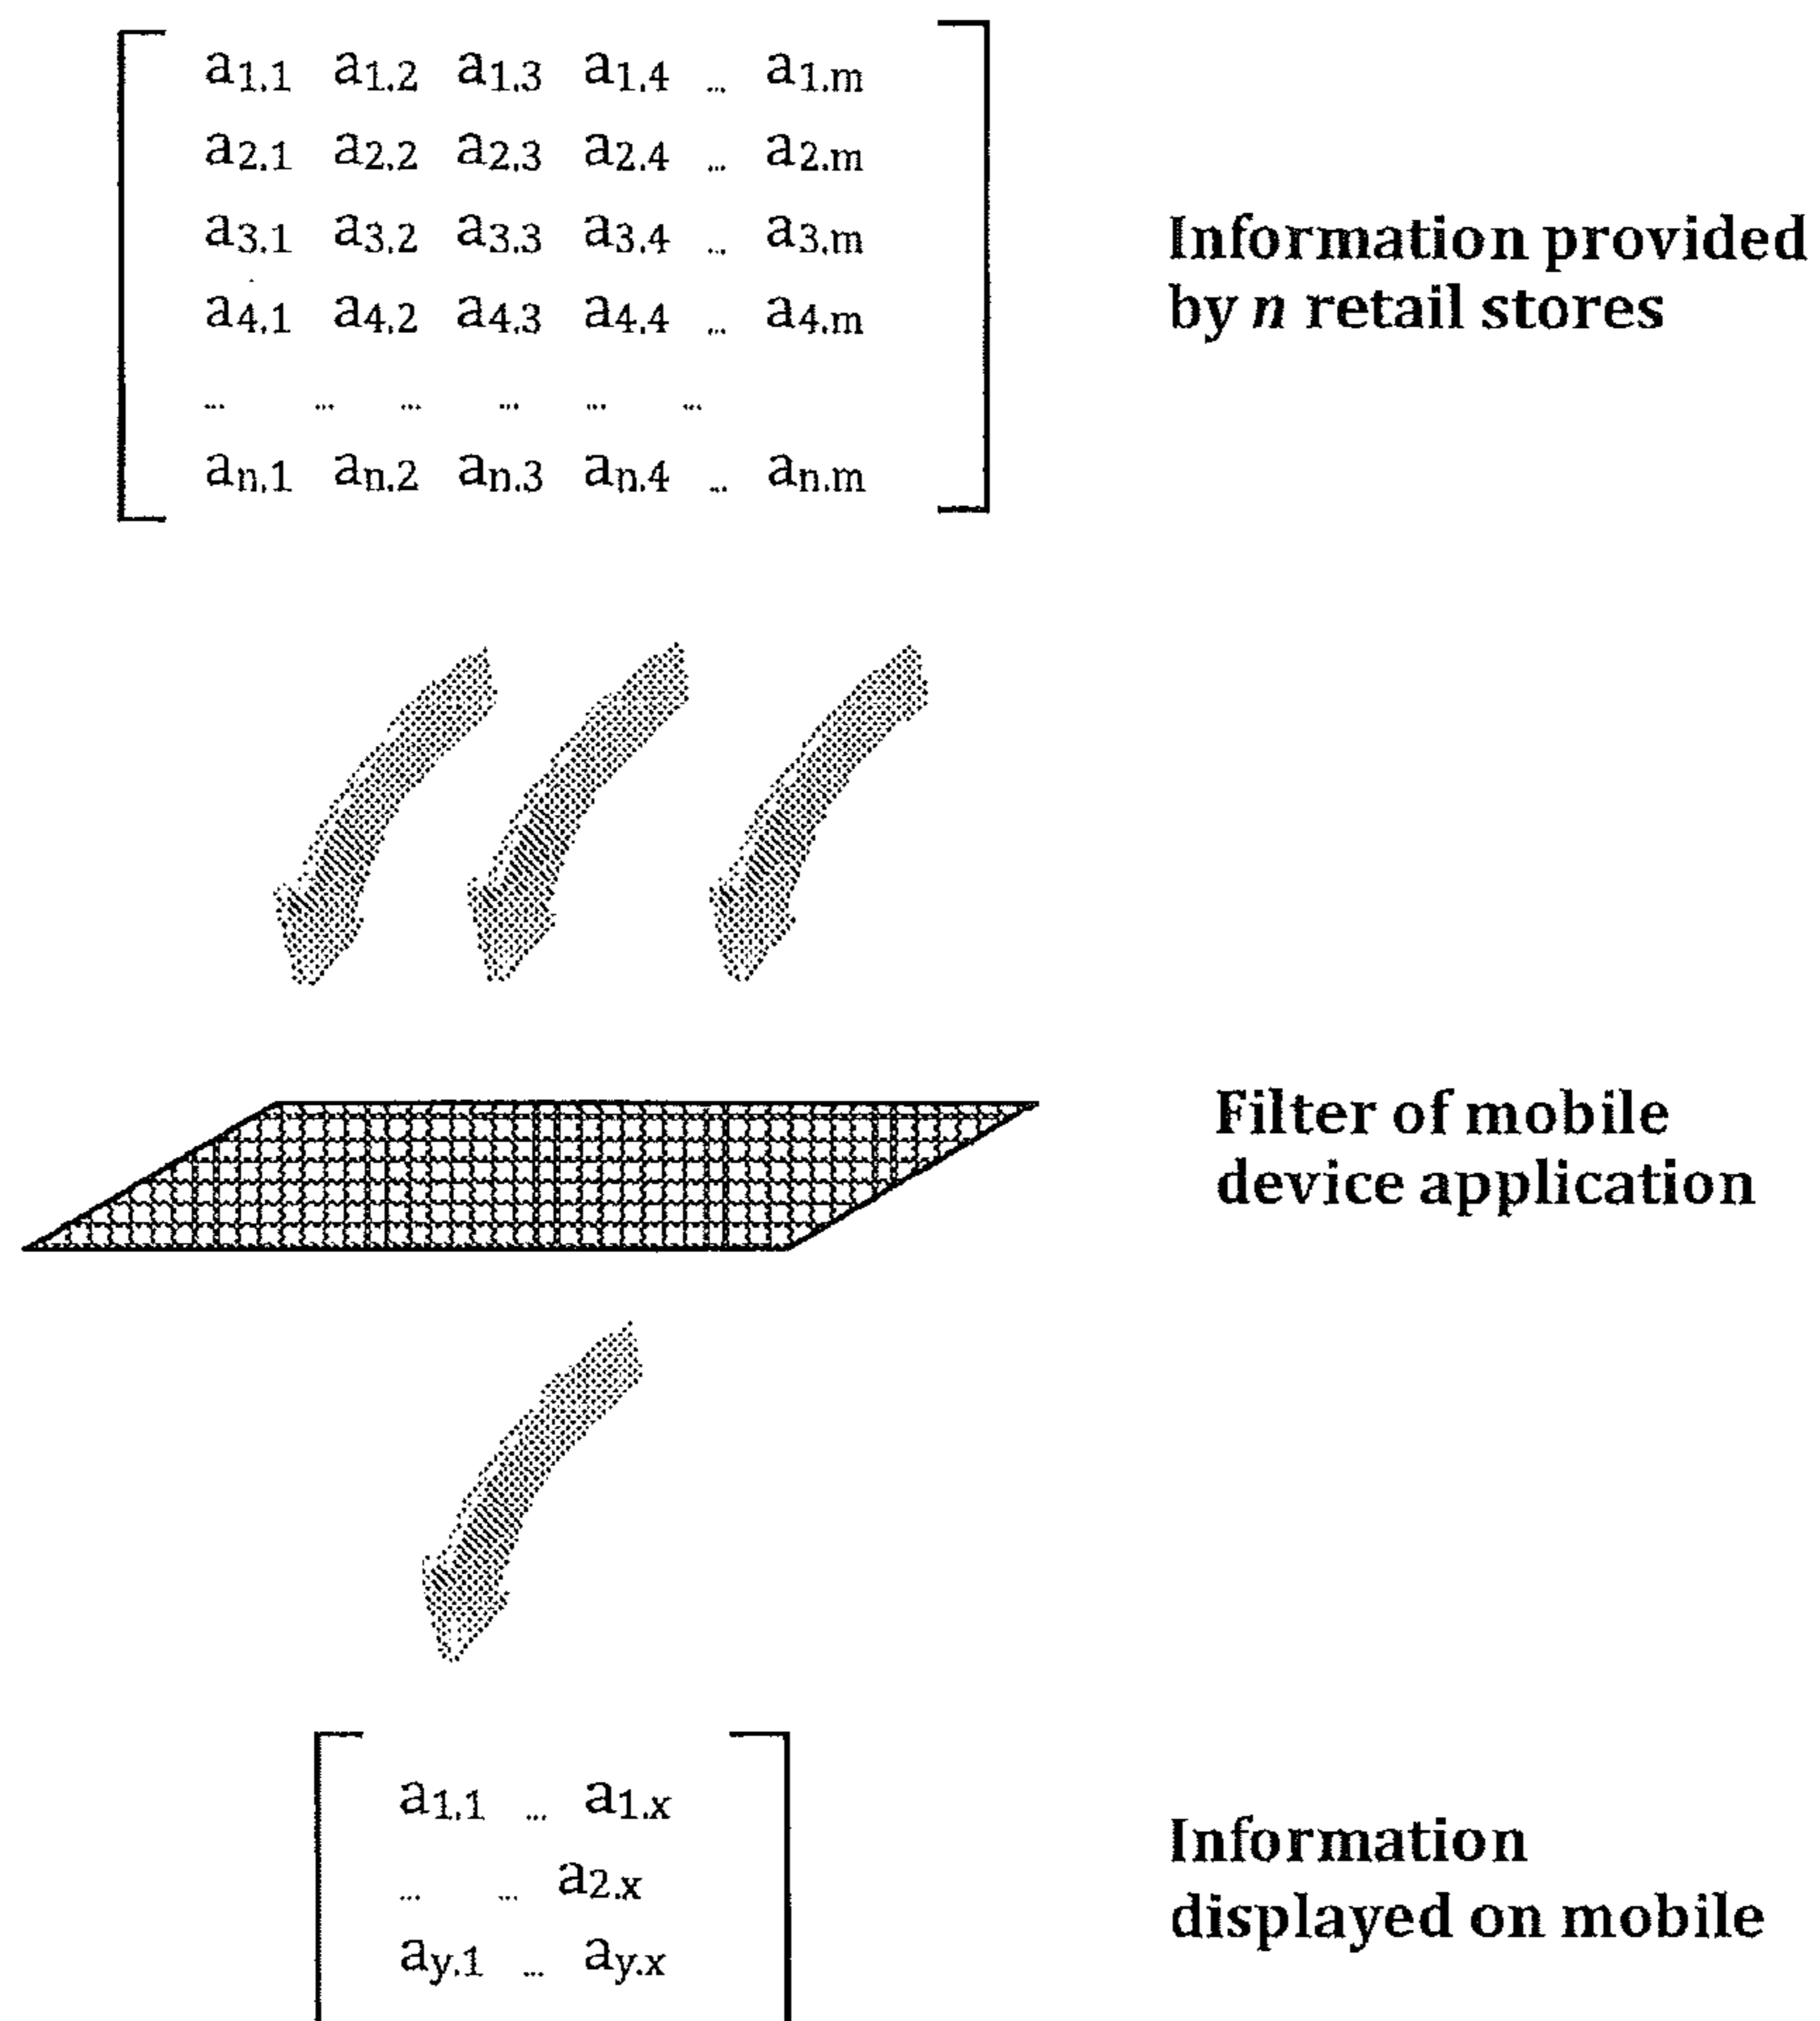 a1.1 a1.2 a1.3 a1.4 ... a1.m
a2.1 a2.2 a2.3 a2.4 ... a2.m
a3.1 a3.2 a3.3 a3.4 ... a3.m
a4.1 a4.2 a4.3 a4.4 ... a4.m
... ... ... ... ... ...
an.1 an.2 an.3 an.4 ... an.m
Information provided
by n retail stores
Filter of mobile
device application
a1.1 ... a1.x
... ... a2.x
ay.1 ... ay.x
Information
displayed on mobile